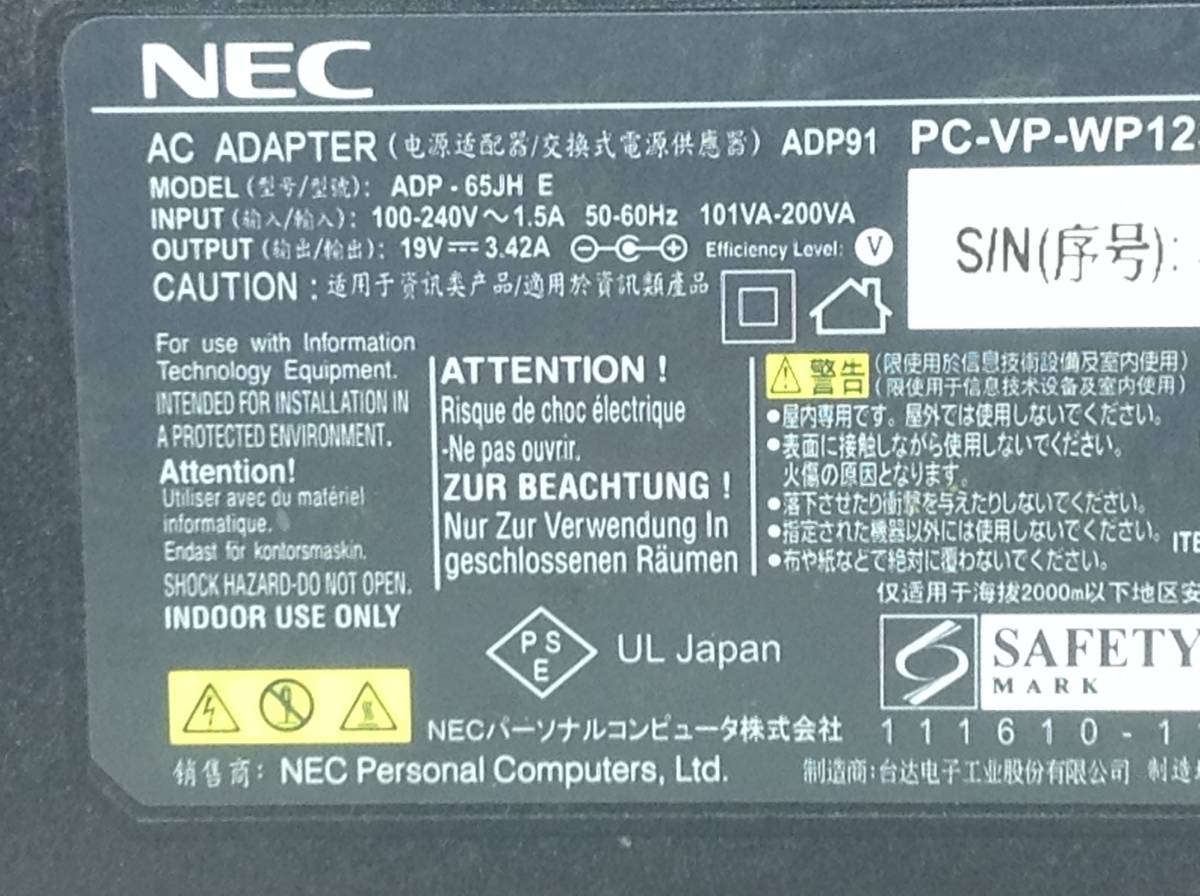 NEC
AC ADAPTER (电源适配器/交换式電源供應器) ADP91 PC-VP-WP12
MODEL (型号/型號): ADP-65JH E
INPUT (输入/輸入): 100-240V～1.5A 50-60Hz 101VA-200VA
OUTPUT (输出/輸出): 19V⎓3.42A Efficiency Level: V
S/N(序号):
CAUTION : 适用于资讯类产品/適用於資訊類產品
For use with Information
Technology Equipment.
INTENDED FOR INSTALLATION IN
A PROTECTED ENVIRONMENT.
Attention!
Utiliser avec du matériel
informatique.
Endast för kontorsmaskin.
SHOCK HAZARD-DO NOT OPEN.
INDOOR USE ONLY
ATTENTION !
Risque de choc électrique
-Ne pas ouvrir.
ZUR BEACHTUNG !
Nur Zur Verwendung In
geschlossenen Räumen
警告 (限使用於信息技術設備及室内使用)
(限使用于信息技术设备及室内使用)
●屋内専用です。屋外では使用しないでください。
●表面に接触しながら使用しないでください。
火傷の原因となります。
●落下させたり衝撃を与えたりしないでください。
●指定された機器以外には使用しないでください。
●布や紙などで絶対に覆わないでください。
ITE
仅适用于海拔2000m以下地区安
PSE UL Japan
SAFETY
MARK
NECパーソナルコンピュータ株式会社
111610-1
销售商: NEC Personal Computers, Ltd.
制造商:台达电子工业股份有限公司 制造